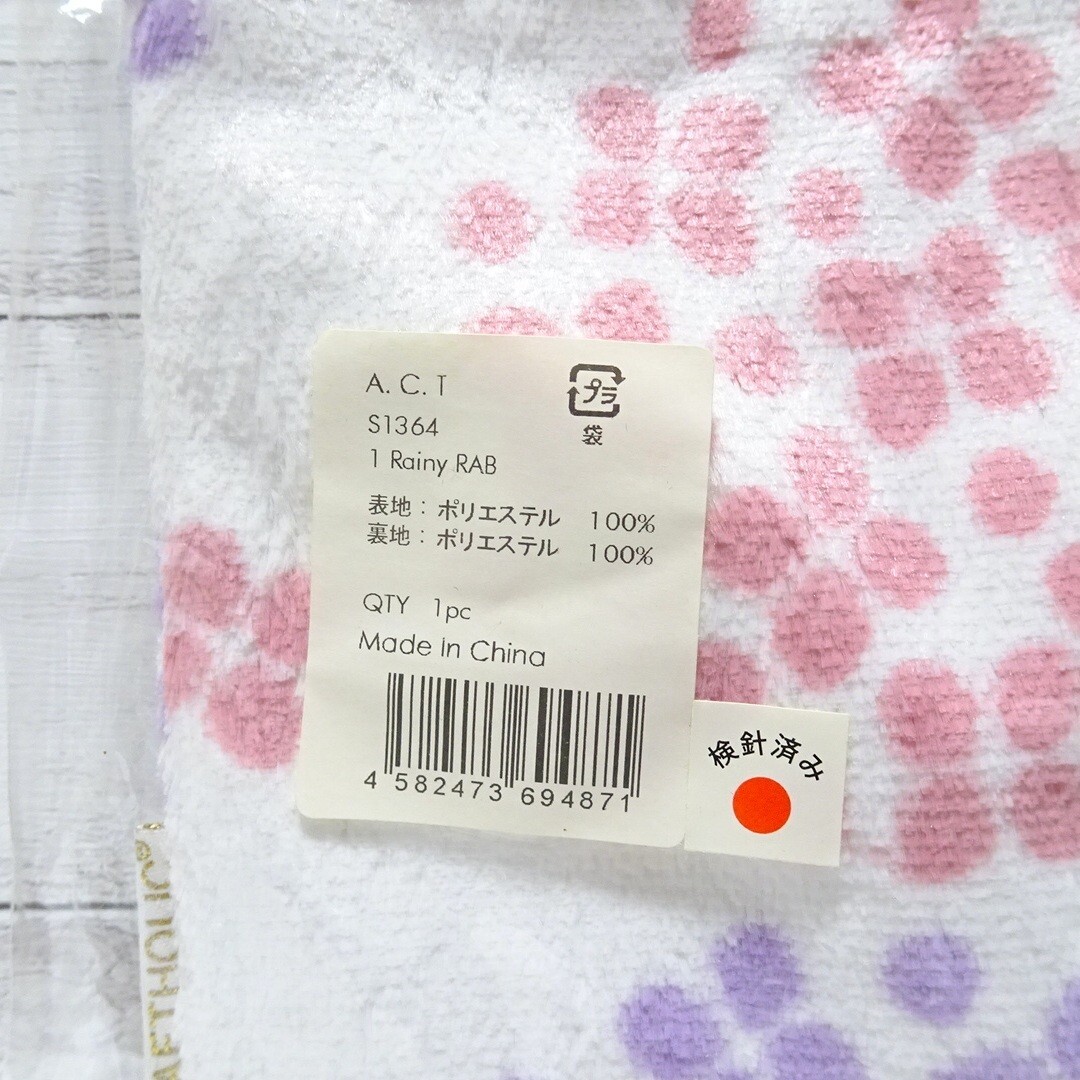 A. C. T
プラ
袋
S1364
1 Rainy RAB
表地： ポリエステル 100%
裏地： ポリエステル 100%
QTY 1pc
Made in China
4 582473 694871
検針済み